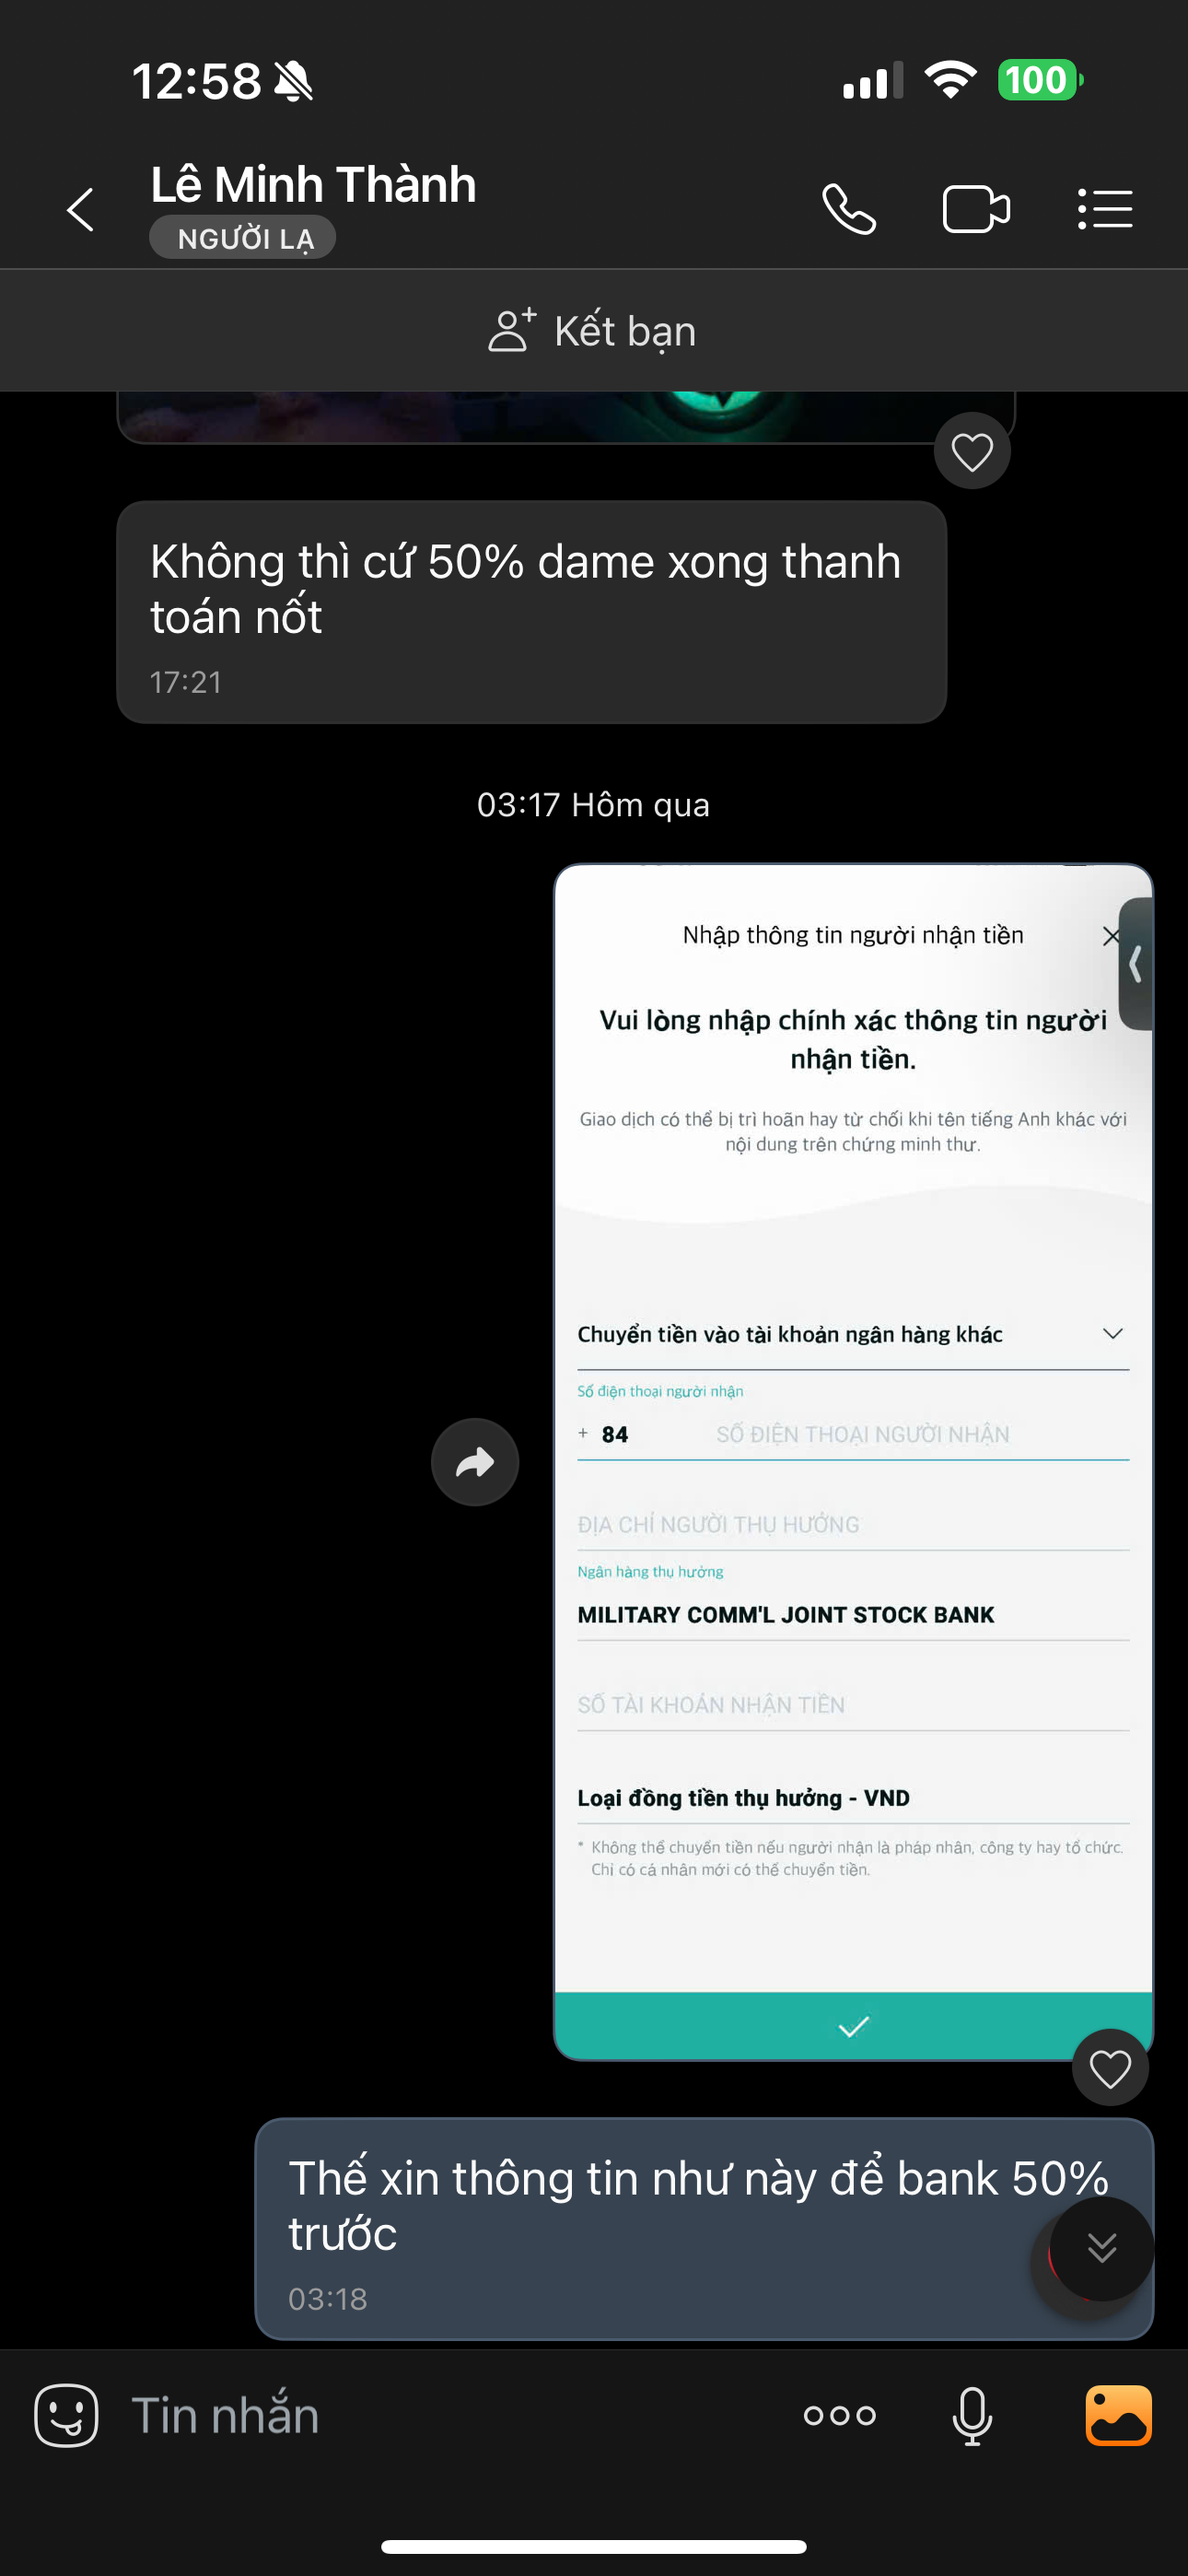 12:58
100
Lê Minh Thành
NGƯỜI LẠ
Kết bạn
Không thì cứ 50% dame xong thanh
toán nốt
17:21
03:17 Hôm qua
Nhập thông tin người nhận tiền
Vui lòng nhập chính xác thông tin người
nhận tiền.
Giao dịch có thể bị trì hoãn hay từ chối khi tên tiếng Anh khác với
nội dung trên chứng minh thư.
Chuyển tiền vào tài khoản ngân hàng khác
Số điện thoại người nhận
+ 84 SỐ ĐIỆN THOẠI NGƯỜI NHẬN
ĐỊA CHỈ NGƯỜI THỤ HƯỞNG
Ngân hàng thụ hưởng
MILITARY COMM'L JOINT STOCK BANK
SỐ TÀI KHOẢN NHẬN TIỀN
Loại đồng tiền thụ hưởng - VND
* Không thể chuyển tiền nếu người nhận là pháp nhân, công ty hay tổ chức.
Chỉ có cá nhân mới có thể chuyển tiền.
Thế xin thông tin như này để bank 50%
trước
03:18
Tin nhắn